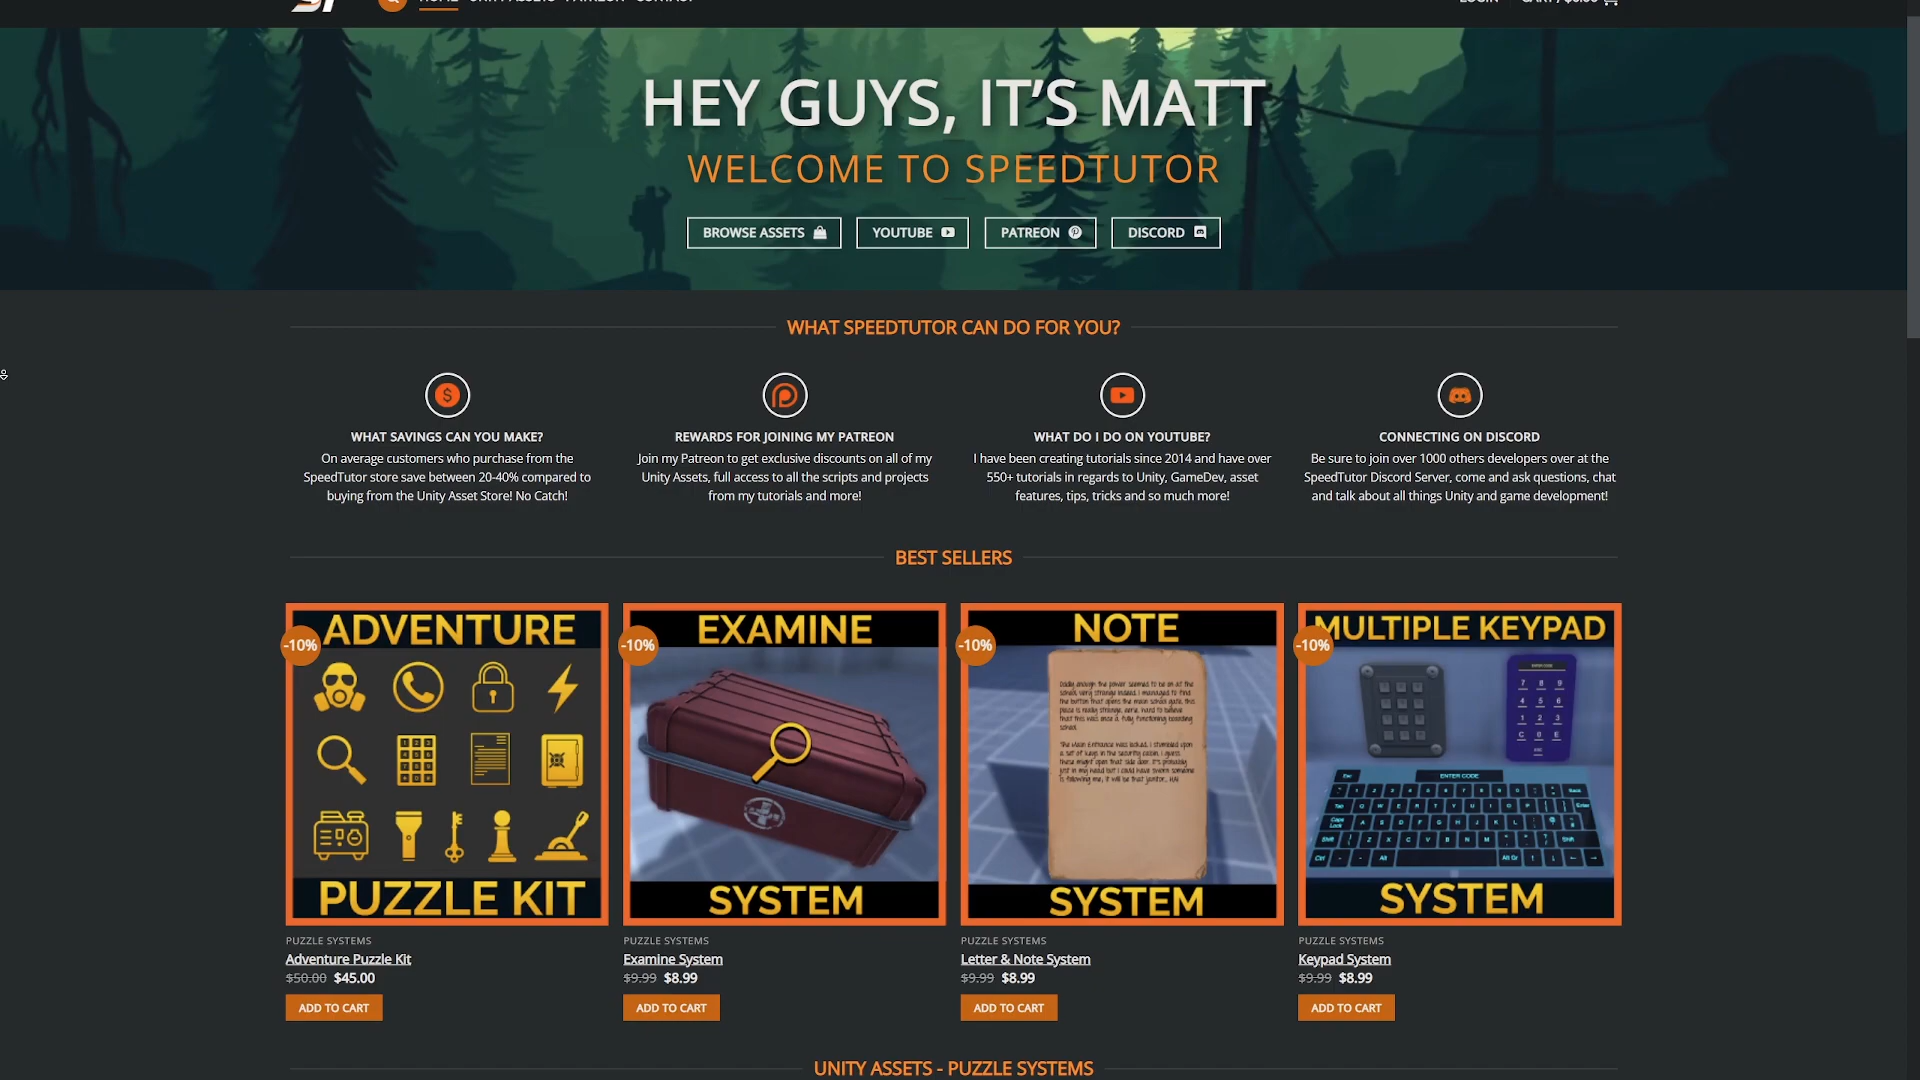 HEY GUYS, IT'S MATT
WELCOME TO SPEEDTUTOR
BROWSE ASSETS
YOUTUBE
PATREON
DISCORD
WHAT SPEEDTUTOR CAN DO FOR YOU?
WHAT SAVINGS CAN YOU MAKE?
On average customers who purchase from the
SpeedTutor store save between 20-40% compared to
buying from the Unity Asset Store! No Catch!
REWARDS FOR JOINING MY PATREON
Join my Patreon to get exclusive discounts on all of my
Unity Assets, full access to all the scripts and projects
from my tutorials and more!
WHAT DO I DO ON YOUTUBE?
I have been creating tutorials since 2014 and have over
550+ tutorials in regards to Unity, GameDev, asset
features, tips, tricks and so much more!
CONNECTING ON DISCORD
Be sure to join over 1000 others developers over at the
SpeedTutor Discord Server, come and ask questions, chat
and talk about all things Unity and game development!
BEST SELLERS
-10%
ADVENTURE
PUZZLE KIT
PUZZLE SYSTEMS
Adventure Puzzle Kit
$50.00 $45.00
ADD TO CART
-10%
EXAMINE
SYSTEM
PUZZLE SYSTEMS
Examine System
$9.99 $8.99
ADD TO CART
-10%
NOTE
SYSTEM
PUZZLE SYSTEMS
Letter & Note System
$9.99 $8.99
ADD TO CART
-10%
MULTIPLE KEYPAD
ENTER CODE
SYSTEM
PUZZLE SYSTEMS
Keypad System
$9.99 $8.99
ADD TO CART
UNITY ASSETS - PUZZLE SYSTEMS